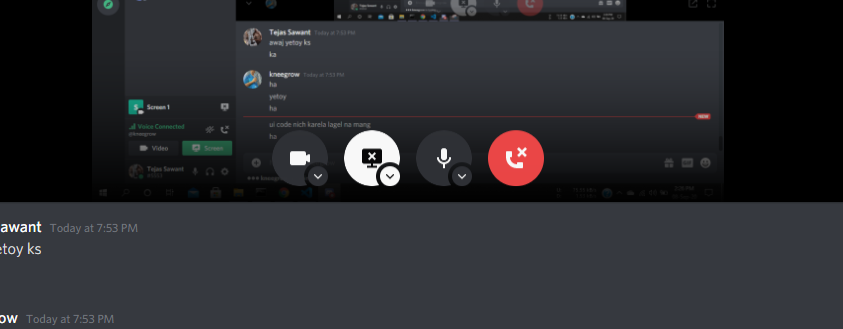 Tejas Sawant Today at 7:53 PM
awaj yetoy ks
ka
kneegrow Today at 7:53 PM
ha
yetoy
ha
NEW
ui code nich karela lagel na mang
ha
Screen 1
Voice Connected
Video
Screen
Tejas Sawant
GIF
awant Today at 7:53 PM
etoy ks
ow Today at 7:53 PM